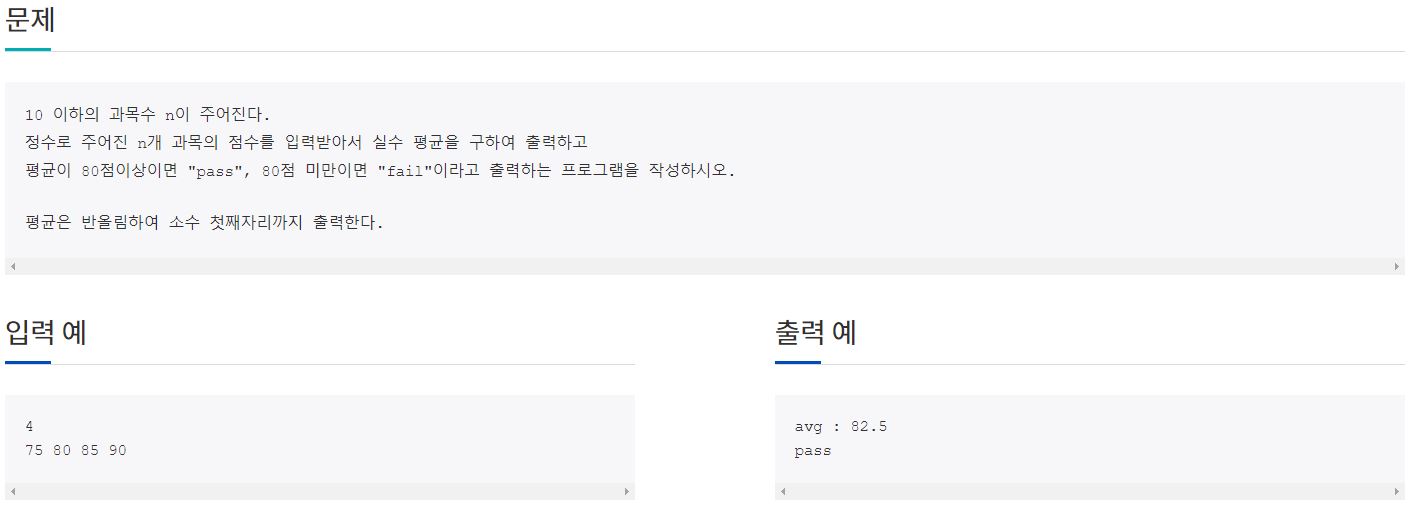 문제
10 이하의 과목수 n이 주어진다.
정수로 주어진 n개 과목의 점수를 입력받아서 실수 평균을 구하여 출력하고
평균이 80점이상이면 "pass", 80점 미만이면 "fail"이라고 출력하는 프로그램을 작성하시오.
평균은 반올림하여 소수 첫째자리까지 출력한다.
입력 예
4
75 80 85 90
출력 예
avg : 82.5
pass